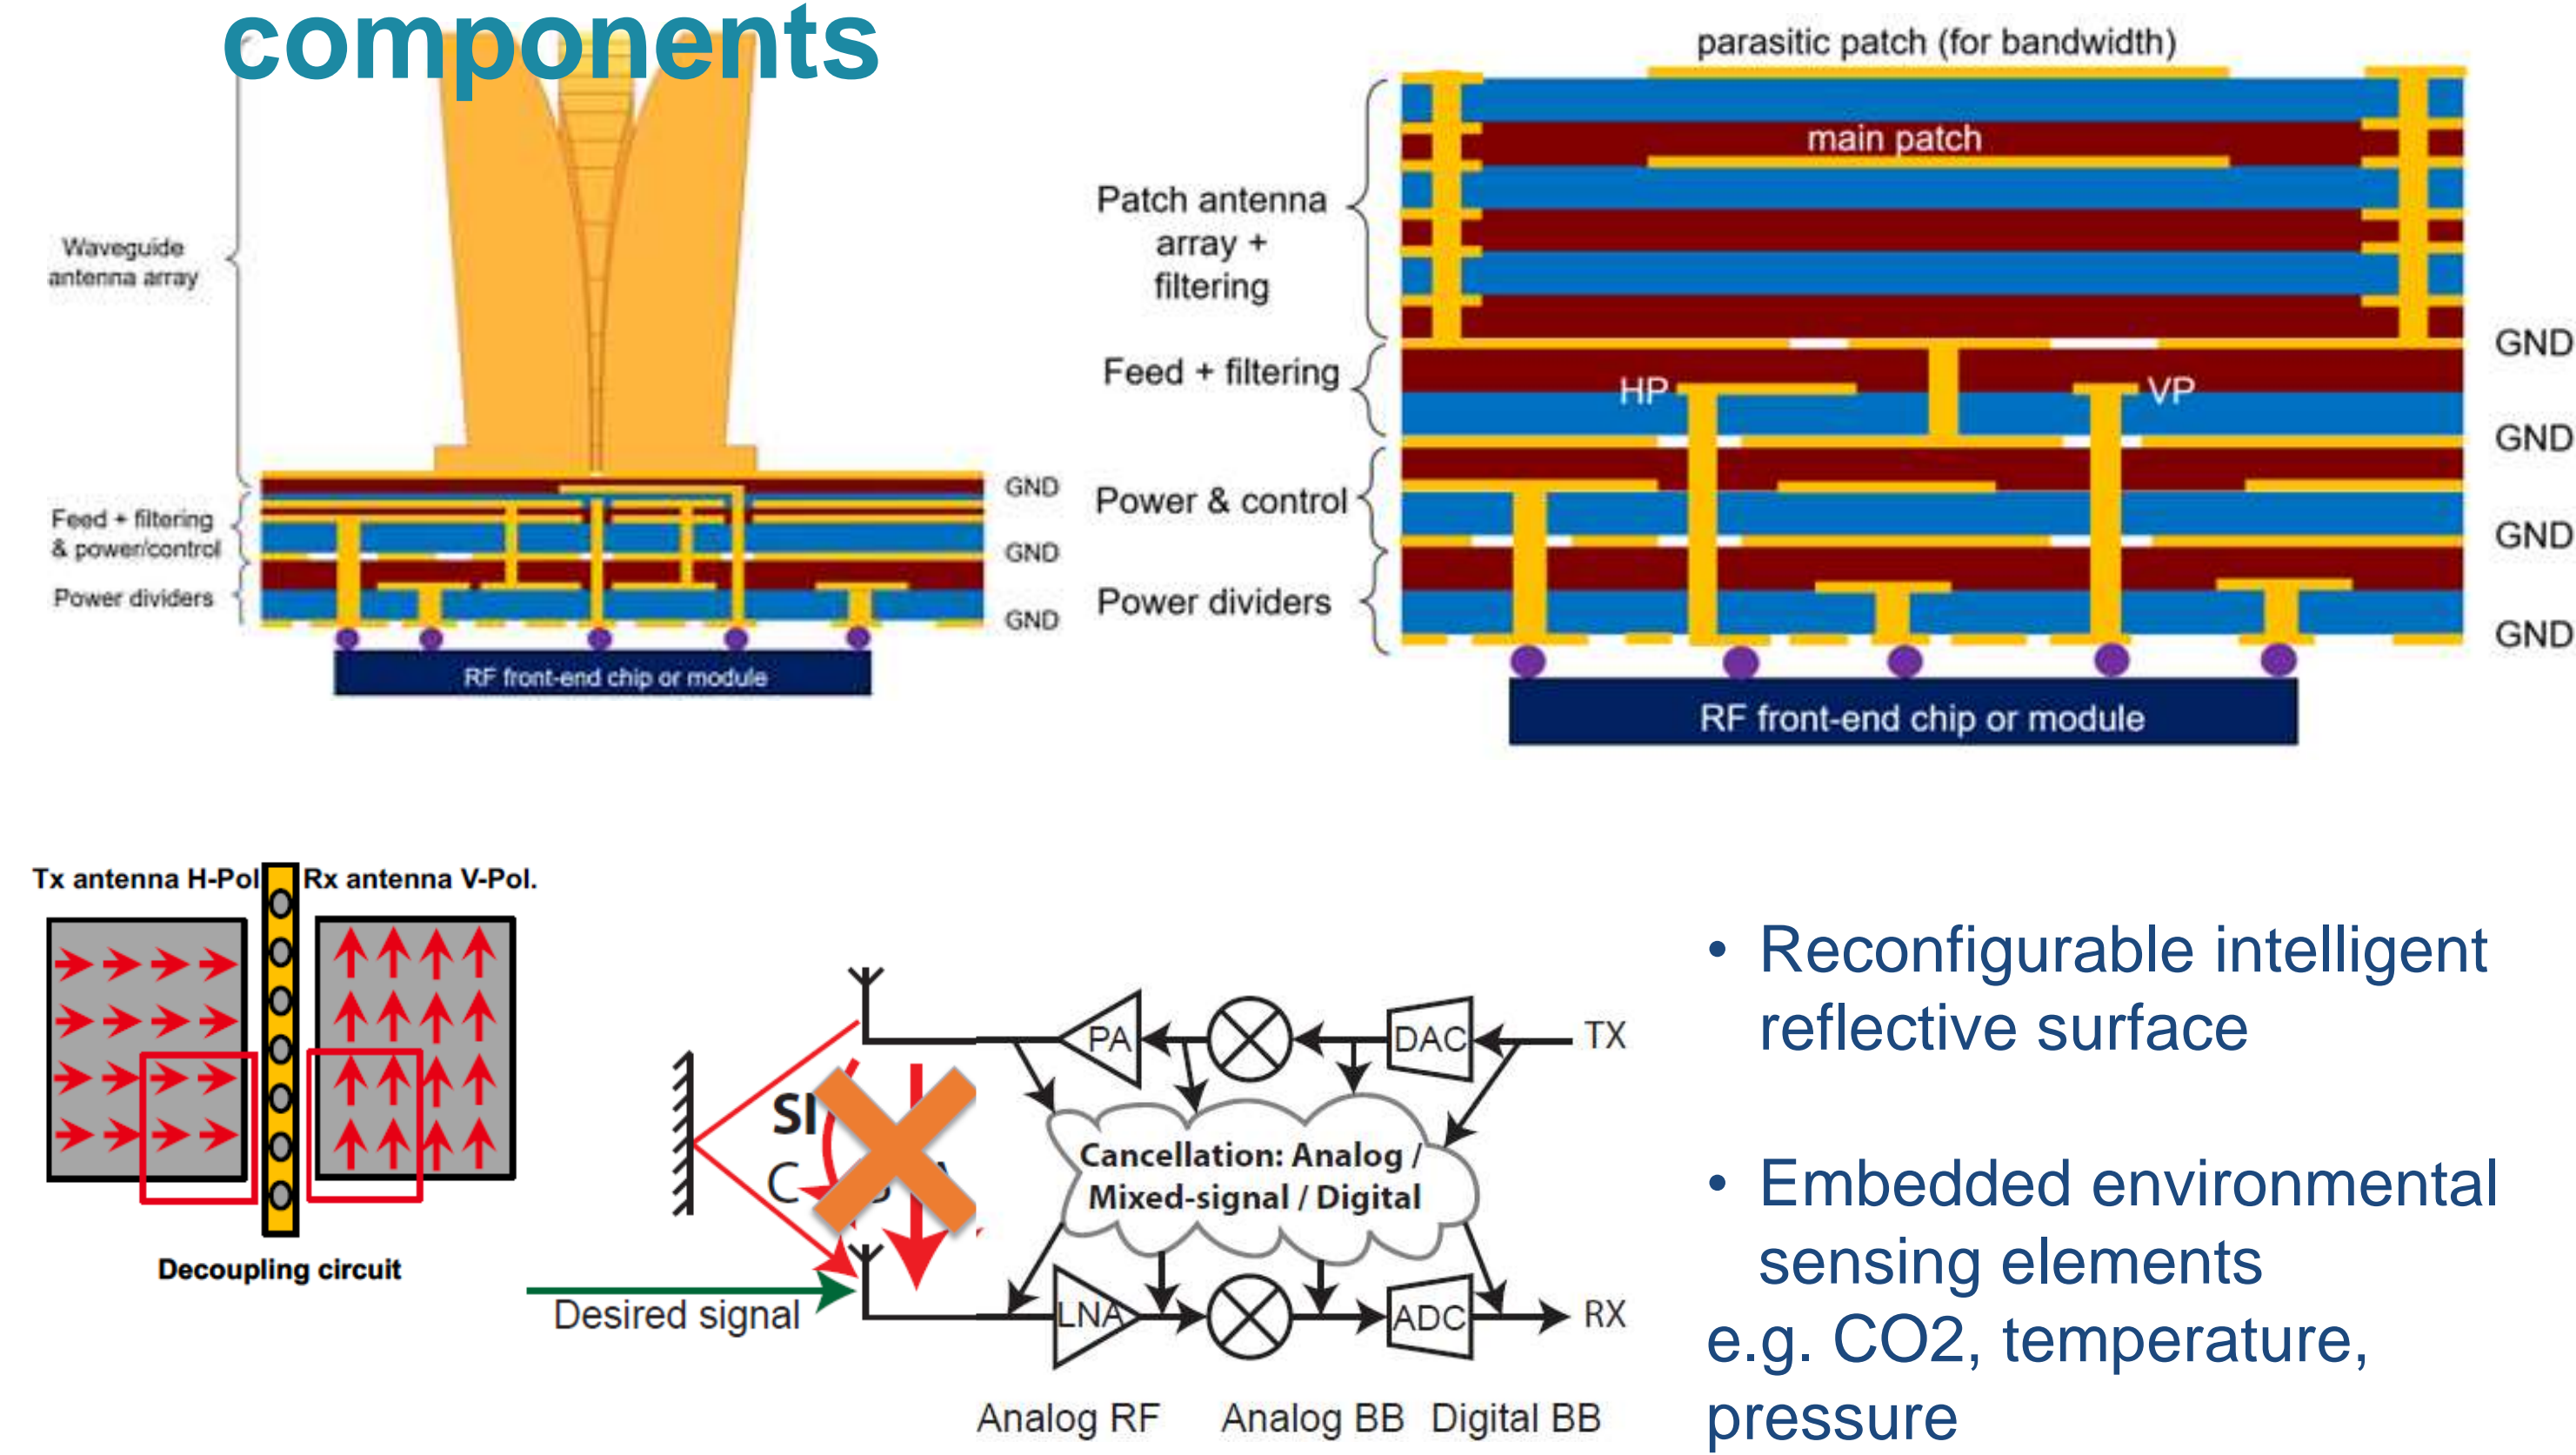 components
Waveguide
antenna array
Feed + filtering
& power/control
Power dividers
GND
GND
GND
RF front-end chip or module
parasitic patch (for bandwidth)
main patch
Patch antenna
array +
filtering
Feed + filtering
HP
VP
Power & control
Power dividers
GND
GND
GND
GND
RF front-end chip or module
Tx antenna H-Pol
Rx antenna V-Pol.
Decoupling circuit
SI
C
Desired signal
PA
DAC
TX
Cancellation: Analog /
Mixed-signal / Digital
LNA
ADC
RX
Analog RF
Analog BB
Digital BB
• Reconfigurable intelligent
reflective surface
• Embedded environmental
sensing elements
e.g. CO2, temperature,
pressure